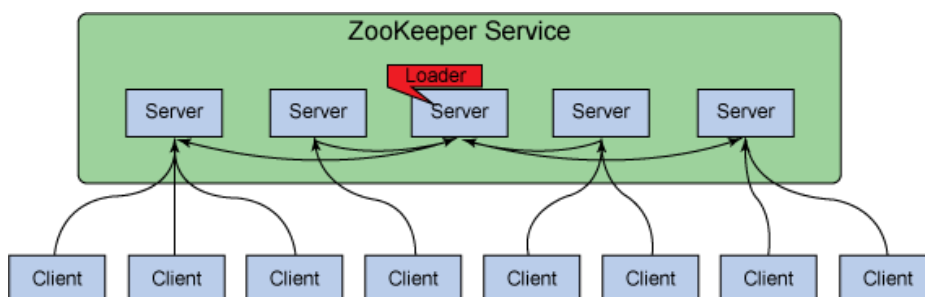 ZooKeeper Service
Loader
Server
Server
Server
Server
Server
Client
Client
Client
Client
Client
Client
Client
Client